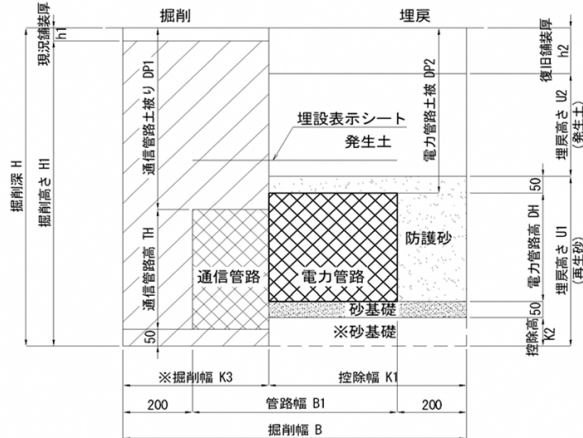 掘削
埋戻
現況舗装厚
h1
掘削深 H
掘削高さ H1
通信管路土被り DP1
通信管路高 TH
50
埋設表示シート
発生土
電力管路土被り DP2
復旧舗装厚
h2
埋戻高さ U2
(発生土)
50
電力管路高 DH
埋戻高さ U1
(再生砂)
50
控除高
K2
防護砂
通信管路
電力管路
砂基礎
※砂基礎
※掘削幅 K3
控除幅 K1
200
管路幅 B1
200
掘削幅 B